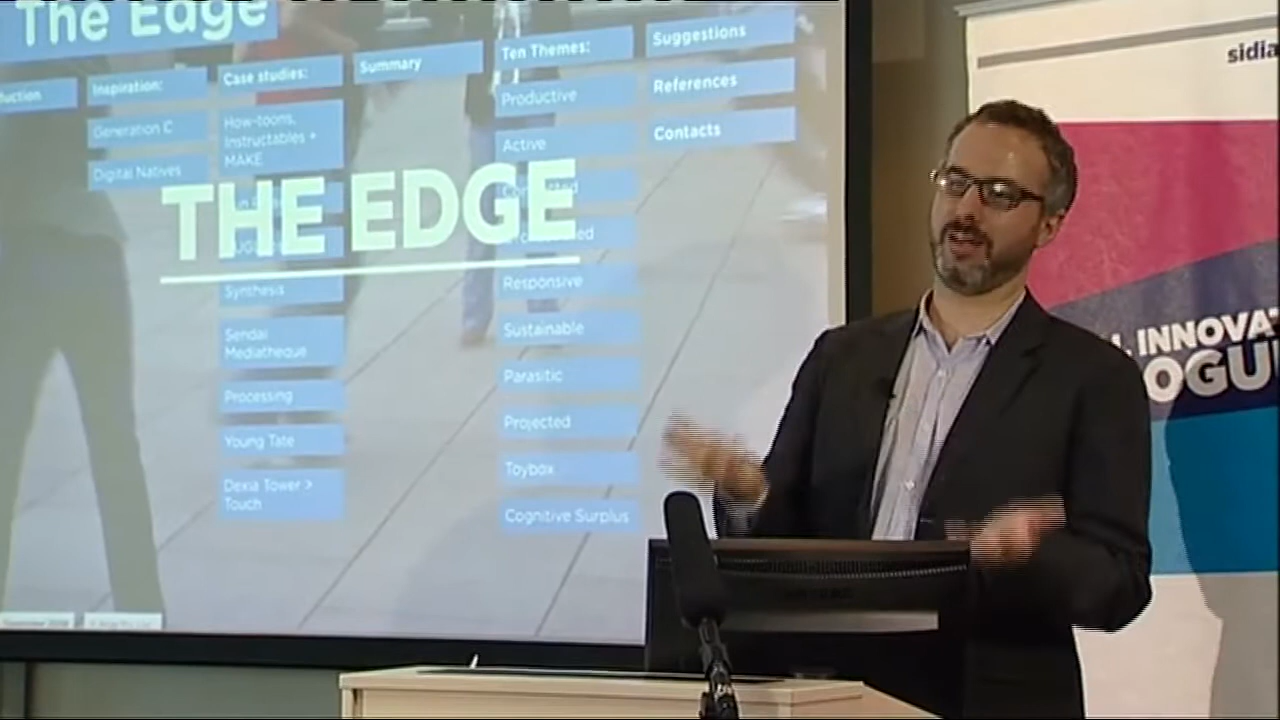 The Edge
Inspiration:
Generation C
Digital Natives
Case studies:
How-toons,
Instructables +
MAKE
Synthesis
Sendai
Mediatheque
Processing
Young Tate
Dexia Tower >
Touch
Summary
Ten Themes:
Productive
Active
Responsive
Sustainable
Parasitic
Projected
Toybox
Cognitive Surplus
Suggestions
References
Contacts
THE EDGE
sidia
INNOVAT
OGU